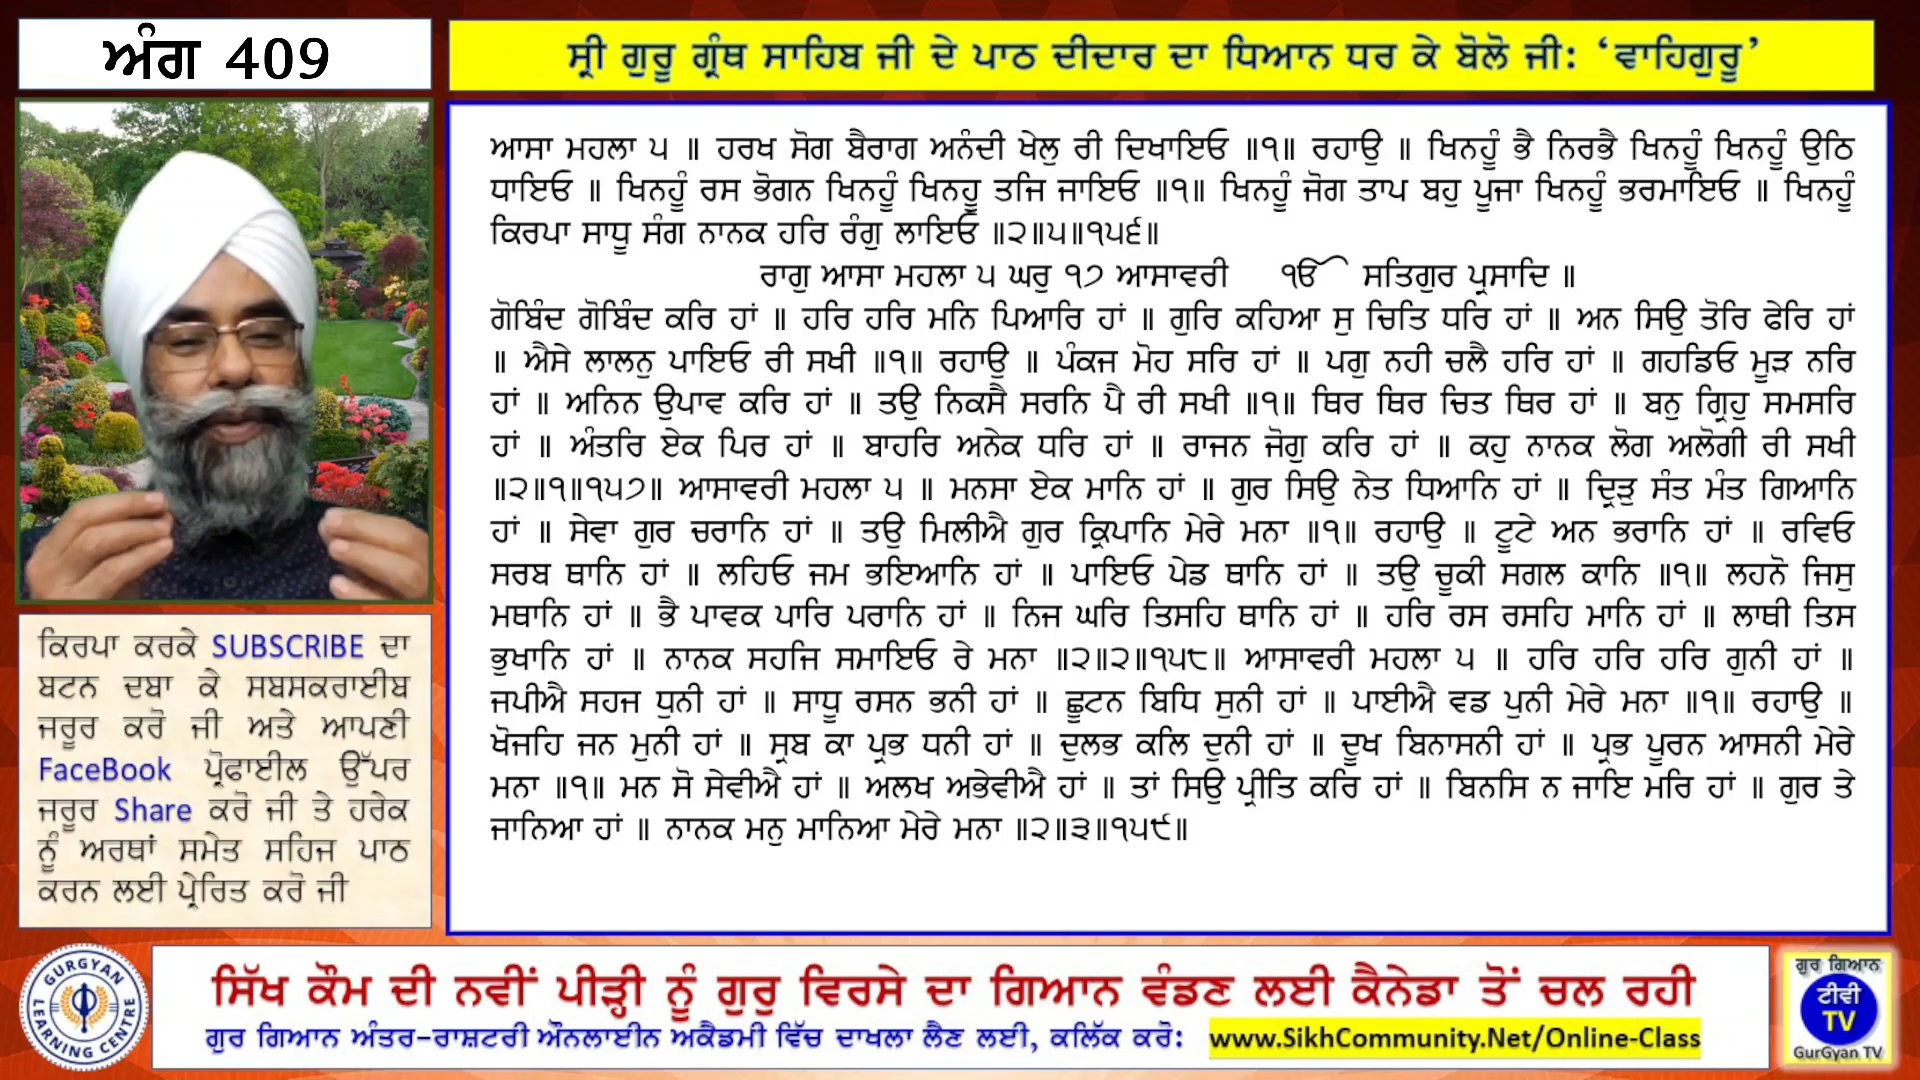 ਅੰਗ 409
ਸ੍ਰੀ ਗੁਰੂ ਗ੍ਰੰਥ ਸਾਹਿਬ ਜੀ ਦੇ ਪਾਠ ਦੀਦਾਰ ਦਾ ਧਿਆਨ ਧਰ ਕੇ ਬੋਲੋ ਜੀ: ‘ਵਾਹਿਗੁਰੂ’
ਆਸਾ ਮਹਲਾ ੫ ॥ ਹਰਖ ਸੋਗ ਬੈਰਾਗ ਅਨੰਦੀ ਖੇਲੁ ਰੀ ਦਿਖਾਇਓ ॥੧॥ ਰਹਾਉ ॥ ਖਿਨਹੂੰ ਭੈ ਨਿਰਭੈ ਖਿਨਹੂੰ ਖਿਨਹੂੰ ਉਠਿ
ਧਾਇਓ ॥ ਖਿਨਹੂੰ ਰਸ ਭੋਗਨ ਖਿਨਹੂੰ ਖਿਨਹੂ ਤਜਿ ਜਾਇਓ ॥੧॥ ਖਿਨਹੂੰ ਜੋਗ ਤਾਪ ਬਹੁ ਪੂਜਾ ਖਿਨਹੂੰ ਭਰਮਾਇਓ ॥ ਖਿਨਹੂੰ
ਕਿਰਪਾ ਸਾਧੂ ਸੰਗ ਨਾਨਕ ਹਰਿ ਰੰਗੁ ਲਾਇਓ ॥੨॥੫॥੧੫੬॥
ਰਾਗੁ ਆਸਾ ਮਹਲਾ ੫ ਘਰੁ ੧੭ ਆਸਾਵਰੀ ੴ ਸਤਿਗੁਰ ਪ੍ਰਸਾਦਿ ॥
ਗੋਬਿੰਦ ਗੋਬਿੰਦ ਕਰਿ ਹਾਂ ॥ ਹਰਿ ਹਰਿ ਮਨਿ ਪਿਆਰਿ ਹਾਂ ॥ ਗੁਰਿ ਕਹਿਆ ਸੁ ਚਿਤਿ ਧਰਿ ਹਾਂ ॥ ਅਨ ਸਿਉ ਤੋਰਿ ਫੇਰਿ ਹਾਂ
॥ ਐਸੇ ਲਾਲਨੁ ਪਾਇਓ ਰੀ ਸਖੀ ॥੧॥ ਰਹਾਉ ॥ ਪੰਕਜ ਮੋਹ ਸਰਿ ਹਾਂ ॥ ਪਗੁ ਨਹੀ ਚਲੈ ਹਰਿ ਹਾਂ ॥ ਗਹਡਿਓ ਮੂੜ ਨਰਿ
ਹਾਂ ॥ ਅਨਿਨ ਉਪਾਵ ਕਰਿ ਹਾਂ ॥ ਤਉ ਨਿਕਸੈ ਸਰਨਿ ਪੈ ਰੀ ਸਖੀ ॥੧॥ ਥਿਰ ਥਿਰ ਚਿਤ ਥਿਰ ਹਾਂ ॥ ਬਨੁ ਗ੍ਰਿਹੁ ਸਮਸਰਿ
ਹਾਂ ॥ ਅੰਤਰਿ ਏਕ ਪਿਰ ਹਾਂ ॥ ਬਾਹਰਿ ਅਨੇਕ ਧਰਿ ਹਾਂ ॥ ਰਾਜਨ ਜੋਗੁ ਕਰਿ ਹਾਂ ॥ ਕਹੁ ਨਾਨਕ ਲੋਗ ਅਲੋਗੀ ਰੀ ਸਖੀ
॥੨॥੧॥੧੫੭॥ ਆਸਾਵਰੀ ਮਹਲਾ ੫ ॥ ਮਨਸਾ ਏਕ ਮਾਨਿ ਹਾਂ ॥ ਗੁਰ ਸਿਉ ਨੇਤ ਧਿਆਨਿ ਹਾਂ ॥ ਦ੍ਰਿੜੁ ਸੰਤ ਮੰਤ ਗਿਆਨਿ
ਹਾਂ ॥ ਸੇਵਾ ਗੁਰ ਚਰਾਨਿ ਹਾਂ ॥ ਤਉ ਮਿਲੀਐ ਗੁਰ ਕ੍ਰਿਪਾਨਿ ਮੇਰੇ ਮਨਾ ॥੧॥ ਰਹਾਉ ॥ ਟੂਟੇ ਅਨ ਭਰਾਨਿ ਹਾਂ ॥ ਰਵਿਓ
ਸਰਬ ਥਾਨਿ ਹਾਂ ॥ ਲਹਿਓ ਜਮ ਭਇਆਨਿ ਹਾਂ ॥ ਪਾਇਓ ਪੇਡ ਥਾਨਿ ਹਾਂ ॥ ਤਉ ਚੂਕੀ ਸਗਲ ਕਾਨਿ ॥੧॥ ਲਹਨੋ ਜਿਸੁ
ਮਥਾਨਿ ਹਾਂ ॥ ਭੈ ਪਾਵਕ ਪਾਰਿ ਪਰਾਨਿ ਹਾਂ ॥ ਨਿਜ ਘਰਿ ਤਿਸਹਿ ਥਾਨਿ ਹਾਂ ॥ ਹਰਿ ਰਸ ਰਸਹਿ ਮਾਨਿ ਹਾਂ ॥ ਲਾਥੀ ਤਿਸ
ਭੁਖਾਨਿ ਹਾਂ ॥ ਨਾਨਕ ਸਹਜਿ ਸਮਾਇਓ ਰੇ ਮਨਾ ॥੨॥੨॥੧੫੮॥ ਆਸਾਵਰੀ ਮਹਲਾ ੫ ॥ ਹਰਿ ਹਰਿ ਹਰਿ ਗੁਨੀ ਹਾਂ ॥
ਜਪੀਐ ਸਹਜ ਧੁਨੀ ਹਾਂ ॥ ਸਾਧੂ ਰਸਨ ਭਨੀ ਹਾਂ ॥ ਛੂਟਨ ਬਿਧਿ ਸੁਨੀ ਹਾਂ ॥ ਪਾਈਐ ਵਡ ਪੁਨੀ ਮੇਰੇ ਮਨਾ ॥੧॥ ਰਹਾਉ ॥
ਖੋਜਹਿ ਜਨ ਮੁਨੀ ਹਾਂ ॥ ਸ੍ਰਬ ਕਾ ਪ੍ਰਭ ਧਨੀ ਹਾਂ ॥ ਦੁਲਭ ਕਲਿ ਦੁਨੀ ਹਾਂ ॥ ਦੂਖ ਬਿਨਾਸਨੀ ਹਾਂ ॥ ਪ੍ਰਭ ਪੂਰਨ ਆਸਨੀ ਮੇਰੇ
ਮਨਾ ॥੧॥ ਮਨ ਸੋ ਸੇਵੀਐ ਹਾਂ ॥ ਅਲਖ ਅਭੇਵੀਐ ਹਾਂ ॥ ਤਾਂ ਸਿਉ ਪ੍ਰੀਤਿ ਕਰਿ ਹਾਂ ॥ ਬਿਨਸਿ ਨ ਜਾਇ ਮਰਿ ਹਾਂ ॥ ਗੁਰ ਤੇ
ਜਾਨਿਆ ਹਾਂ ॥ ਨਾਨਕ ਮਨੁ ਮਾਨਿਆ ਮੇਰੇ ਮਨਾ ॥੨॥੩॥੧੫੯॥
ਕਿਰਪਾ ਕਰਕੇ SUBSCRIBE ਦਾ
ਬਟਨ ਦਬਾ ਕੇ ਸਬਸਕਰਾਈਬ
ਜਰੂਰ ਕਰੋ ਜੀ ਅਤੇ ਆਪਣੀ
FaceBook ਪ੍ਰੋਫਾਈਲ ਉੱਪਰ
ਜਰੂਰ Share ਕਰੋ ਜੀ ਤੇ ਹਰੇਕ
ਨੂੰ ਅਰਥਾਂ ਸਮੇਤ ਸਹਿਜ ਪਾਠ
ਕਰਨ ਲਈ ਪ੍ਰੇਰਿਤ ਕਰੋ ਜੀ
GURGYAN LEARNING CENTRE
ਸਿੱਖ ਕੌਮ ਦੀ ਨਵੀਂ ਪੀੜ੍ਹੀ ਨੂੰ ਗੁਰੁ ਵਿਰਸੇ ਦਾ ਗਿਆਨ ਵੰਡਣ ਲਈ ਕੈਨੇਡਾ ਤੋਂ ਚਲ ਰਹੀ
ਗੁਰ ਗਿਆਨ ਅੰਤਰ-ਰਾਸ਼ਟਰੀ ਔਨਲਾਈਨ ਅਕੈਡਮੀ ਵਿੱਚ ਦਾਖਲਾ ਲੈਣ ਲਈ, ਕਲਿੱਕ ਕਰੋ: www.SikhCommunity.Net/Online-Class
ਗੁਰ ਗਿਆਨ
ਟੀਵੀ
TV
GurGyan TV